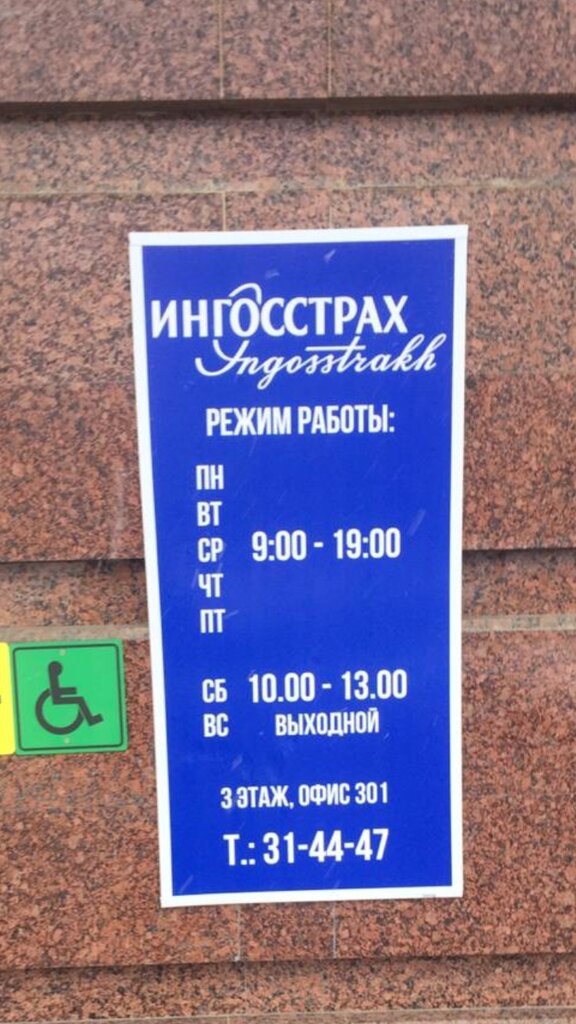 ИНГОССТРАХ
Ingosstrakh
РЕЖИМ РАБОТЫ:
ПН
ВТ
СР 9:00 - 19:00
ЧТ
ПТ
СБ 10.00 - 13.00
ВС ВЫХОДНОЙ
3 ЭТАЖ, ОФИС 301
Т.: 31-44-47